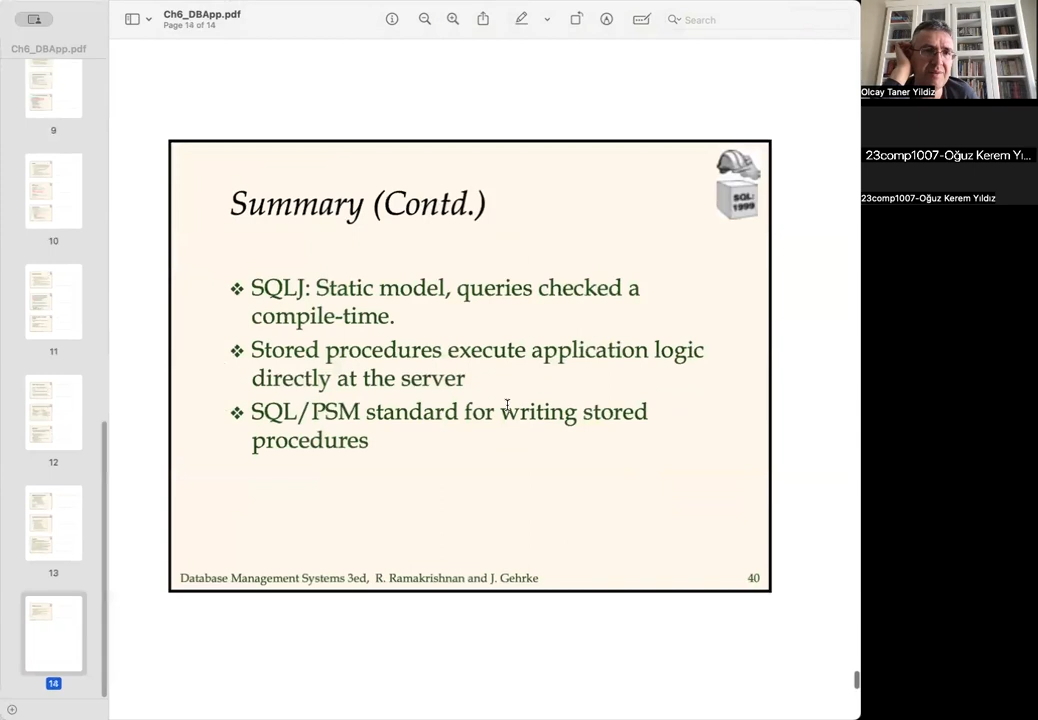 Ch6_DBApp.pdf
Page 14 of 14
Search
Ch6_DBApp.pdf
9
10
11
12
13
14
Summary (Contd.)
SQL:
1999
❖ SQLJ: Static model, queries checked a
compile-time.
❖ Stored procedures execute application logic
directly at the server
❖ SQL/PSM standard for writing stored
procedures
Database Management Systems 3ed, R. Ramakrishnan and J. Gehrke
40
Olcay Taner Yildiz
23comp1007-Oğuz Kerem Yı...
23comp1007-Oğuz Kerem Yıldız